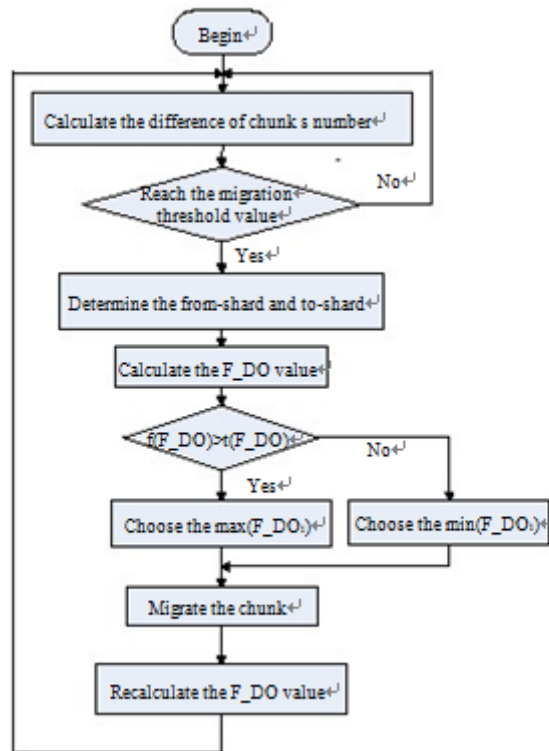 Begin↵
Calculate the difference of chunk s number↵
Reach the migration↵
threshold value↵
No↵
Yes↵
Determine the from-shard and to-shard↵
Calculate the F_DO value↵
f(F_DO)>t(F_DO)↵
No↵
Yes↵
Choose the max(F_DOᵢ)↵
Choose the min(F_DOᵢ)↵
Migrate the chunk↵
Recalculate the F_DO value↵